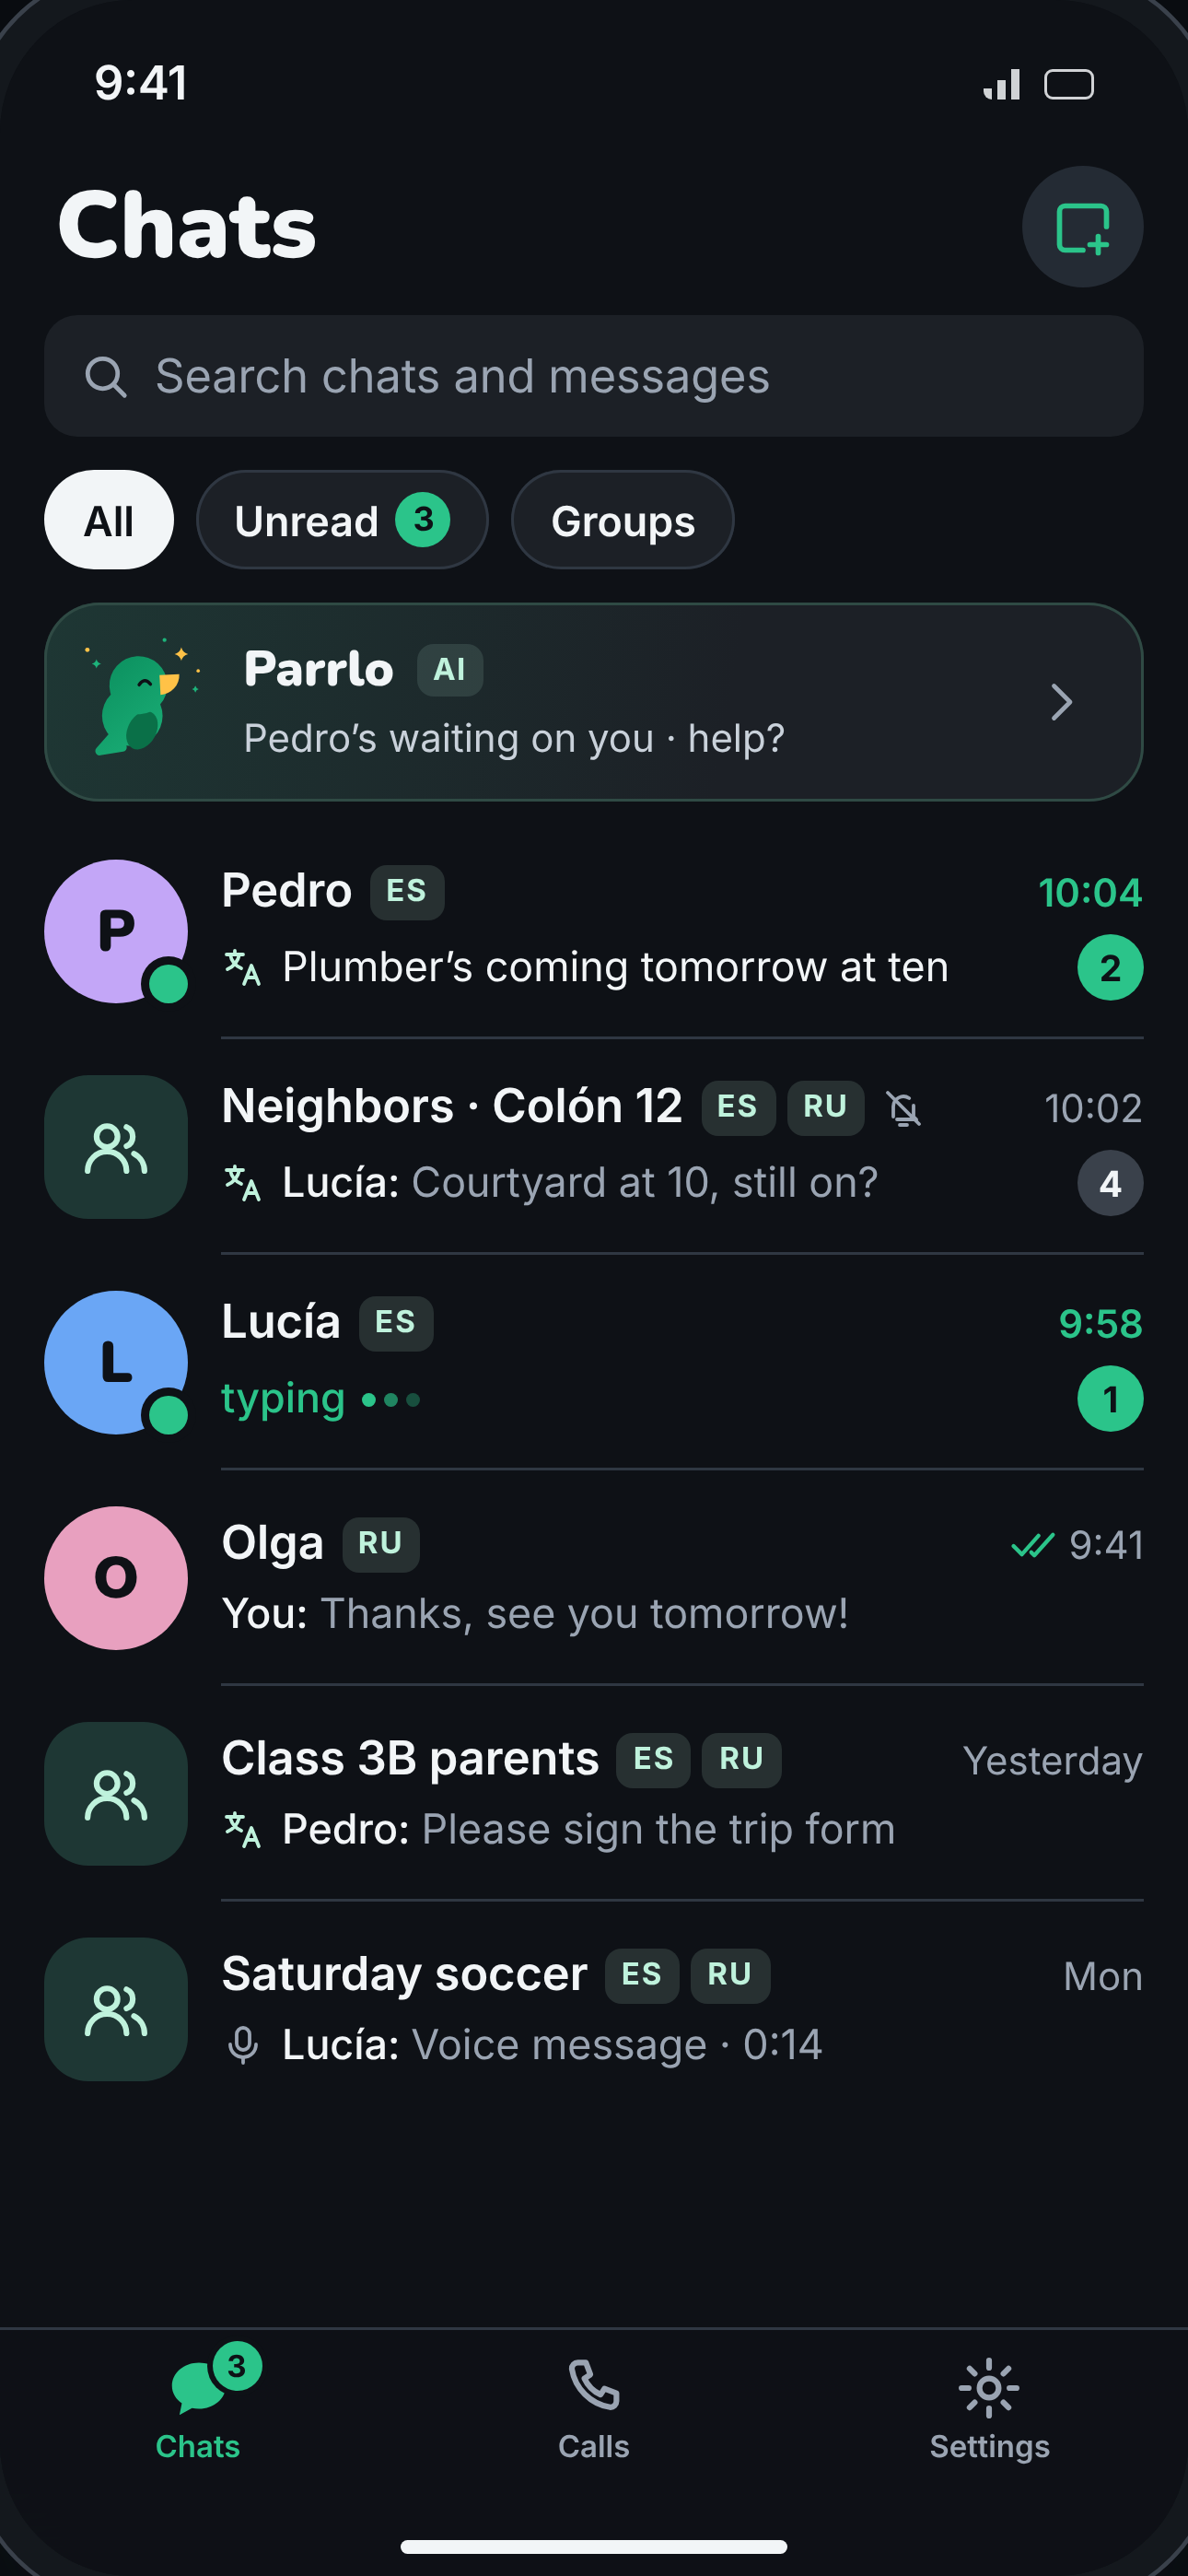 9:41
Chats
Search chats and messages
All
Unread 3
Groups
Parrlo AI
Pedro’s waiting on you · help?
P
Pedro ES 10:04
Plumber’s coming tomorrow at ten 2
Neighbors · Colón 12 ES RU 10:02
Lucía: Courtyard at 10, still on? 4
L
Lucía ES 9:58
typing 1
O
Olga RU 9:41
You: Thanks, see you tomorrow!
Class 3B parents ES RU Yesterday
Pedro: Please sign the trip form
Saturday soccer ES RU Mon
Lucía: Voice message · 0:14
3
Chats
Calls
Settings